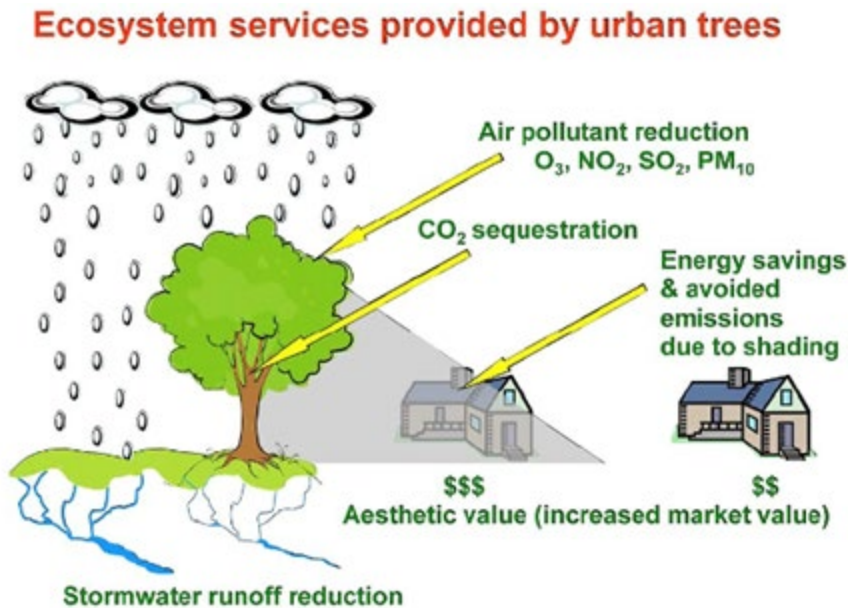 Ecosystem services provided by urban trees
Air pollutant reduction
O₃, NO₂, SO₂, PM₁₀
CO₂ sequestration
Energy savings
& avoided
emissions
due to shading
$$$
$$
Aesthetic value (increased market value)
Stormwater runoff reduction